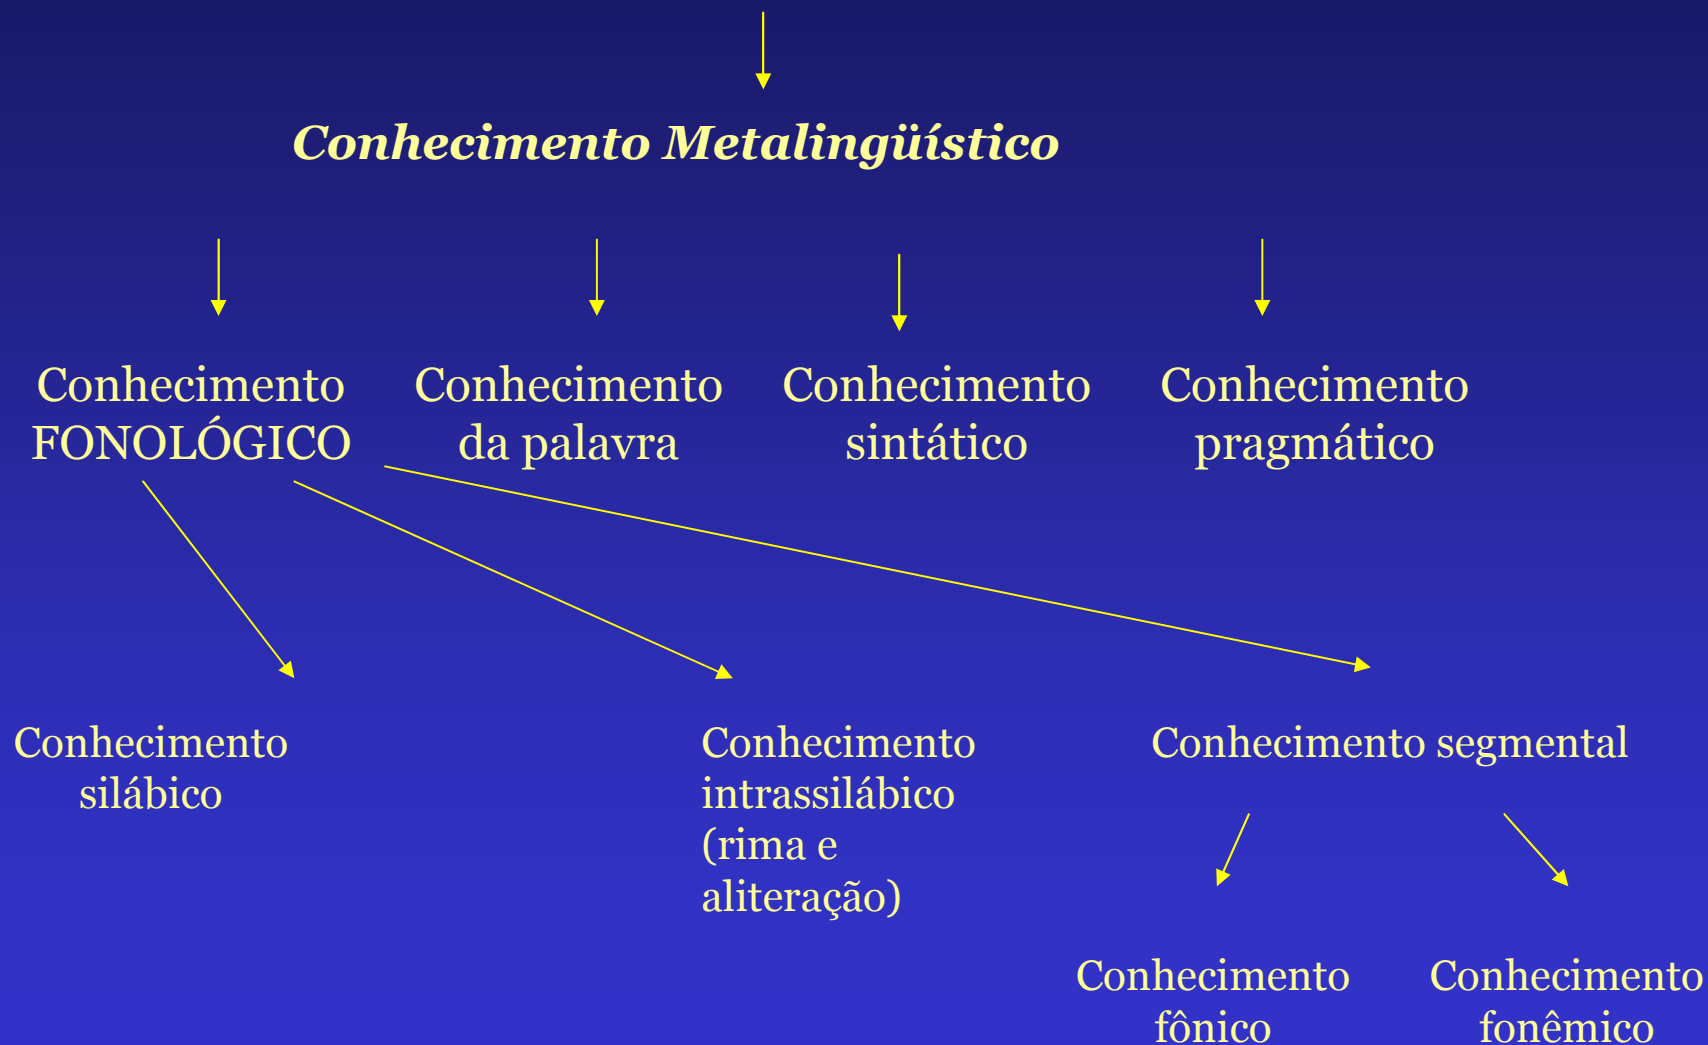 Conhecimento Metalingüístico
Conhecimento
FONOLÓGICO
Conhecimento
da palavra
Conhecimento
sintático
Conhecimento
pragmático
Conhecimento
silábico
Conhecimento
intrassilábico
(rima e
aliteração)
Conhecimento segmental
Conhecimento
fônico
Conhecimento
fonêmico